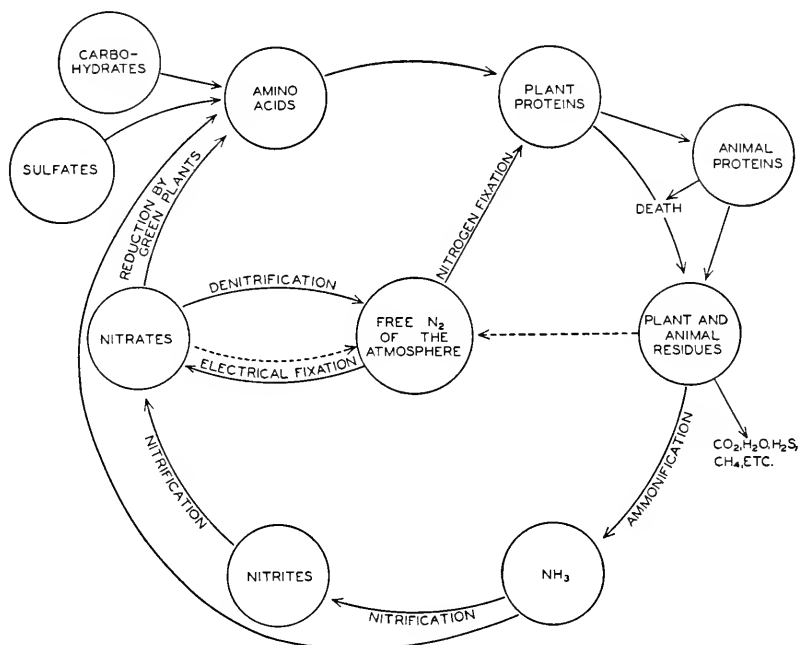 CARBO-
HYDRATES
AMINO
ACIDS
PLANT
PROTEINS
SULFATES
ANIMAL
PROTEINS
REDUCTION BY
GREEN PLANTS
NITROGEN FIXATION
DEATH
DENITRIFICATION
NITRATES
FREE N₂
OF THE
ATMOSPHERE
PLANT AND
ANIMAL
RESIDUES
ELECTRICAL FIXATION
CO₂,H₂O,H₂S,
CH₄,ETC.
AMMONIFICATION
NITRIFICATION
NITRITES
NH₃
NITRIFICATION